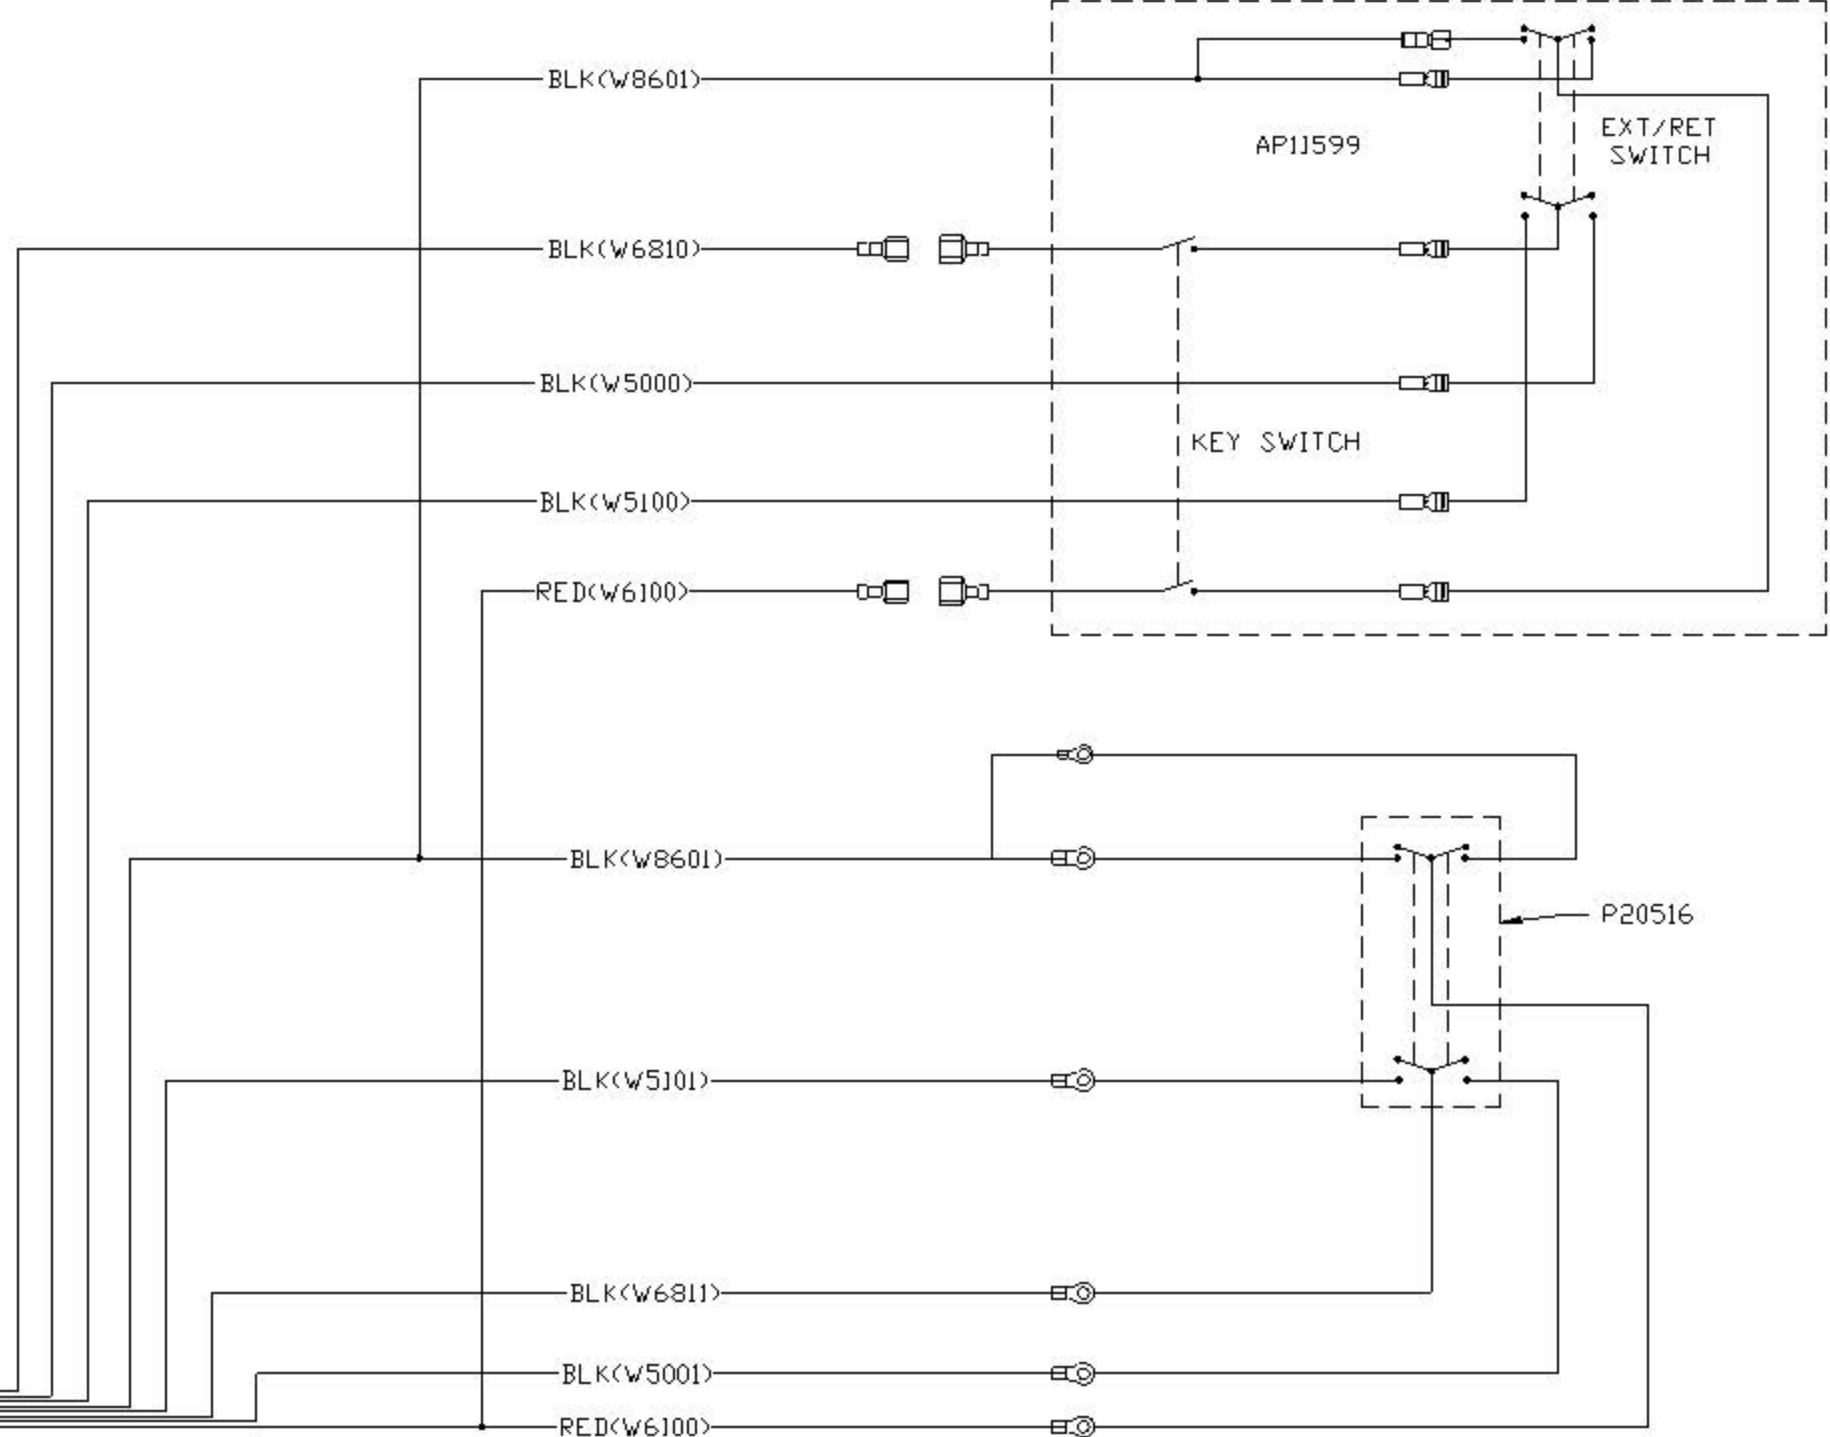 BLK(W8601)
AP11599
EXT/RET
SWITCH
BLK(W6810)
BLK(W5000)
KEY SWITCH
BLK(W5100)
RED(W6100)
BLK(W8601)
P20516
BLK(W5101)
BLK(W6811)
BLK(W5001)
RED(W6100)